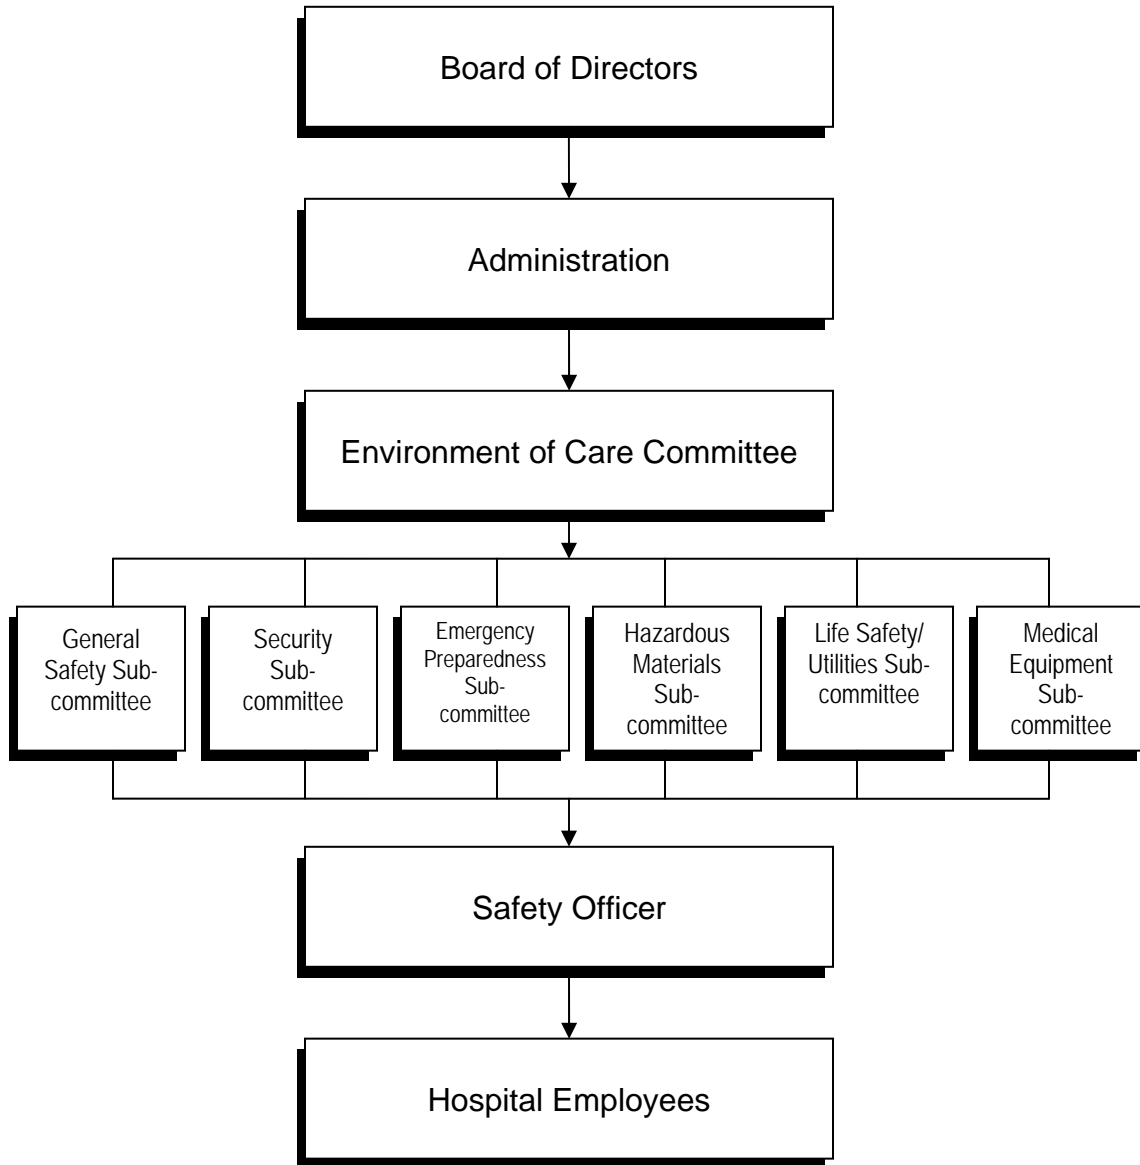 Board of Directors
Administration
Environment of Care Committee
General
Safety Sub-
committee
Security
Sub-
committee
Emergency
Preparedness
Sub-
committee
Hazardous
Materials
Sub-
committee
Life Safety/
Utilities Sub-
committee
Medical
Equipment
Sub-
committee
Safety Officer
Hospital Employees